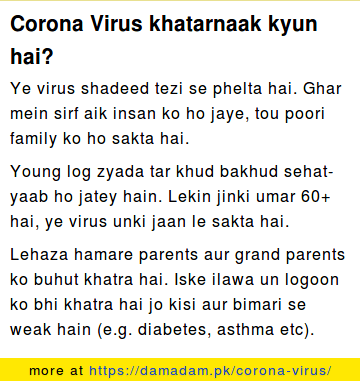 Corona Virus khatarnaak kyun
hai?
Ye virus shadeed tezi se phelta hai. Ghar
mein sirf aik insan ko ho jaye, tou poori
family ko ho sakta hai.
Young log zyada tar khud bakhud sehat-
yaab ho jatey hain. Lekin jinki umar 60+
hai, ye virus unki jaan le sakta hai.
Lehaza hamare parents aur grand parents
ko buhut khatra hai. Iske ilawa un logoon
ko bhi khatra hai jo kisi aur bimari se
weak hain (e.g. diabetes, asthma etc).
more at https://damadam.pk/corona-virus/